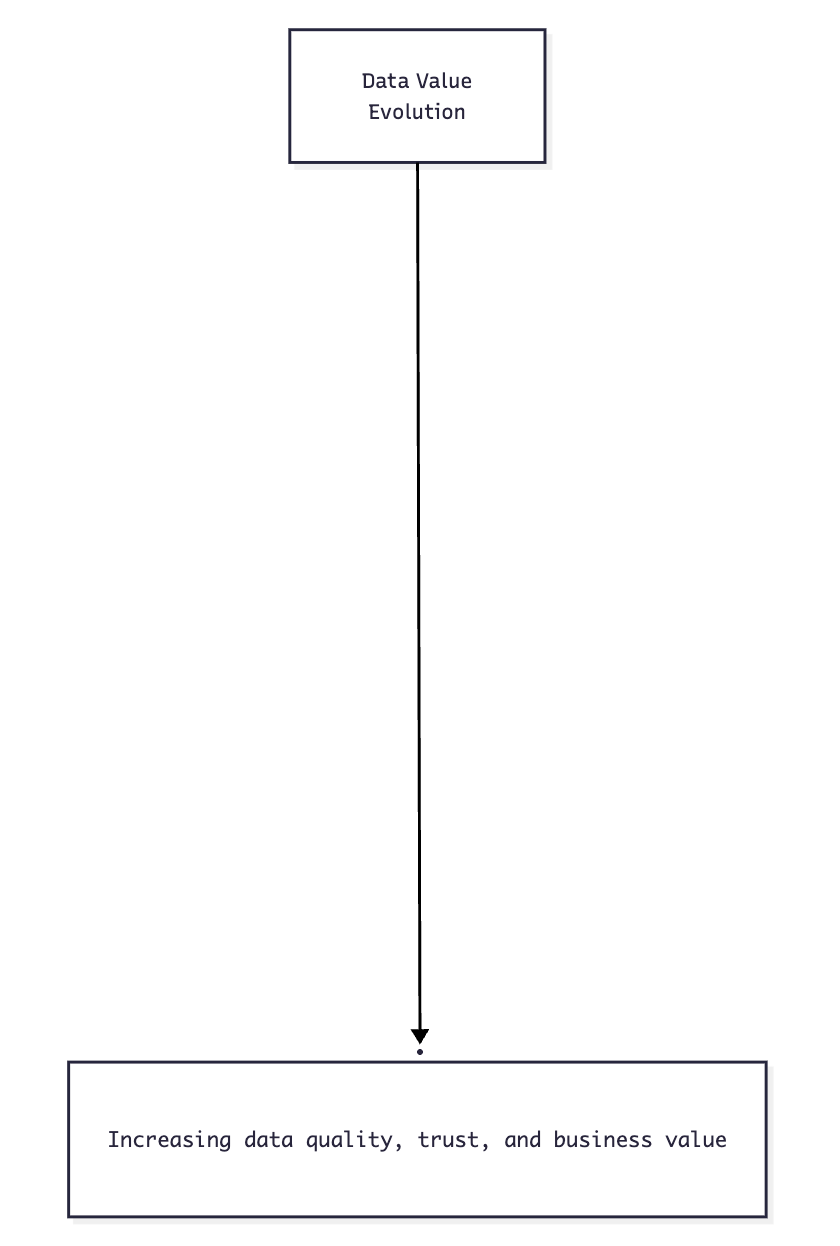 Data Value
Evolution
Increasing data quality, trust, and business value